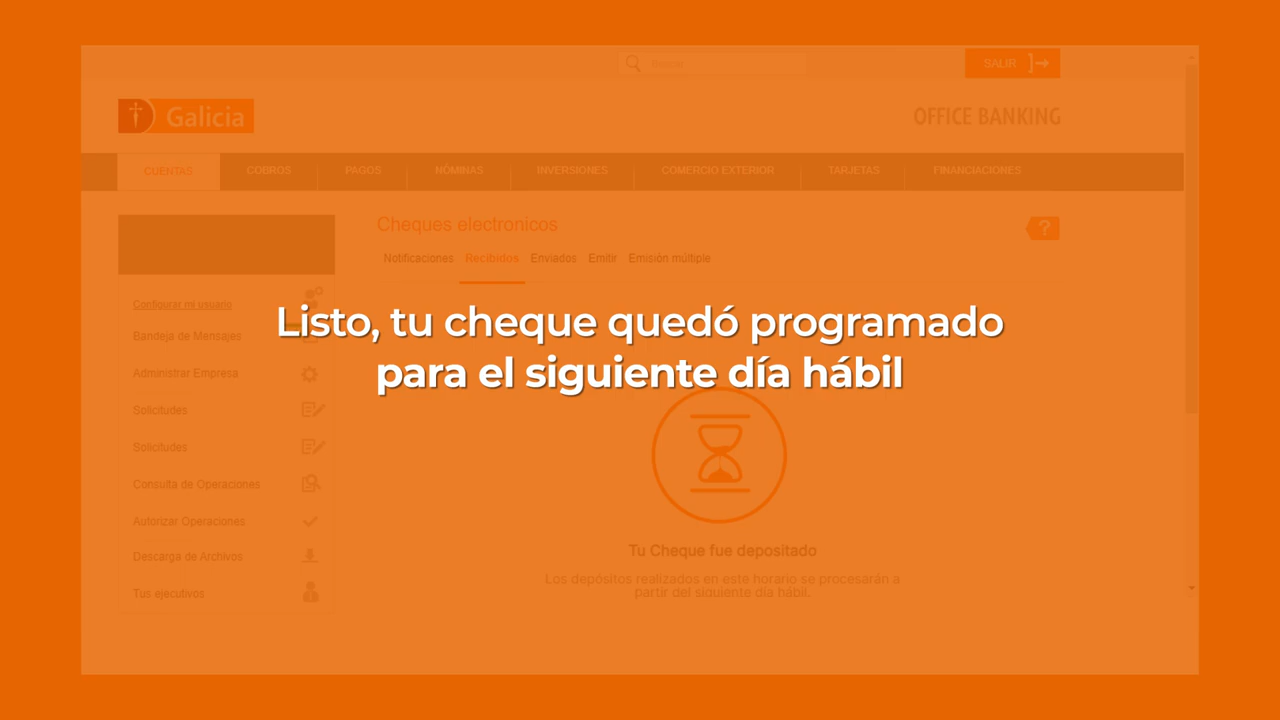 Buscar
SALIR
Galicia
OFFICE BANKING
CUENTAS
COBROS
PAGOS
NÓMINAS
INVERSIONES
COMERCIO EXTERIOR
TARJETAS
FINANCIACIONES
Cheques electronicos
?
Notificaciones
Recibidos
Enviados
Emitir
Emisión múltiple
Configurar mi usuario
Bandeja de Mensajes
Administrar Empresa
Solicitudes
Solicitudes
Consulta de Operaciones
Autorizar Operaciones
Descarga de Archivos
Tus ejecutivos
Listo, tu cheque quedó programado
para el siguiente día hábil
Tu Cheque fue depositado
Los depósitos realizados en este horario se procesarán a
partir del siguiente día hábil.